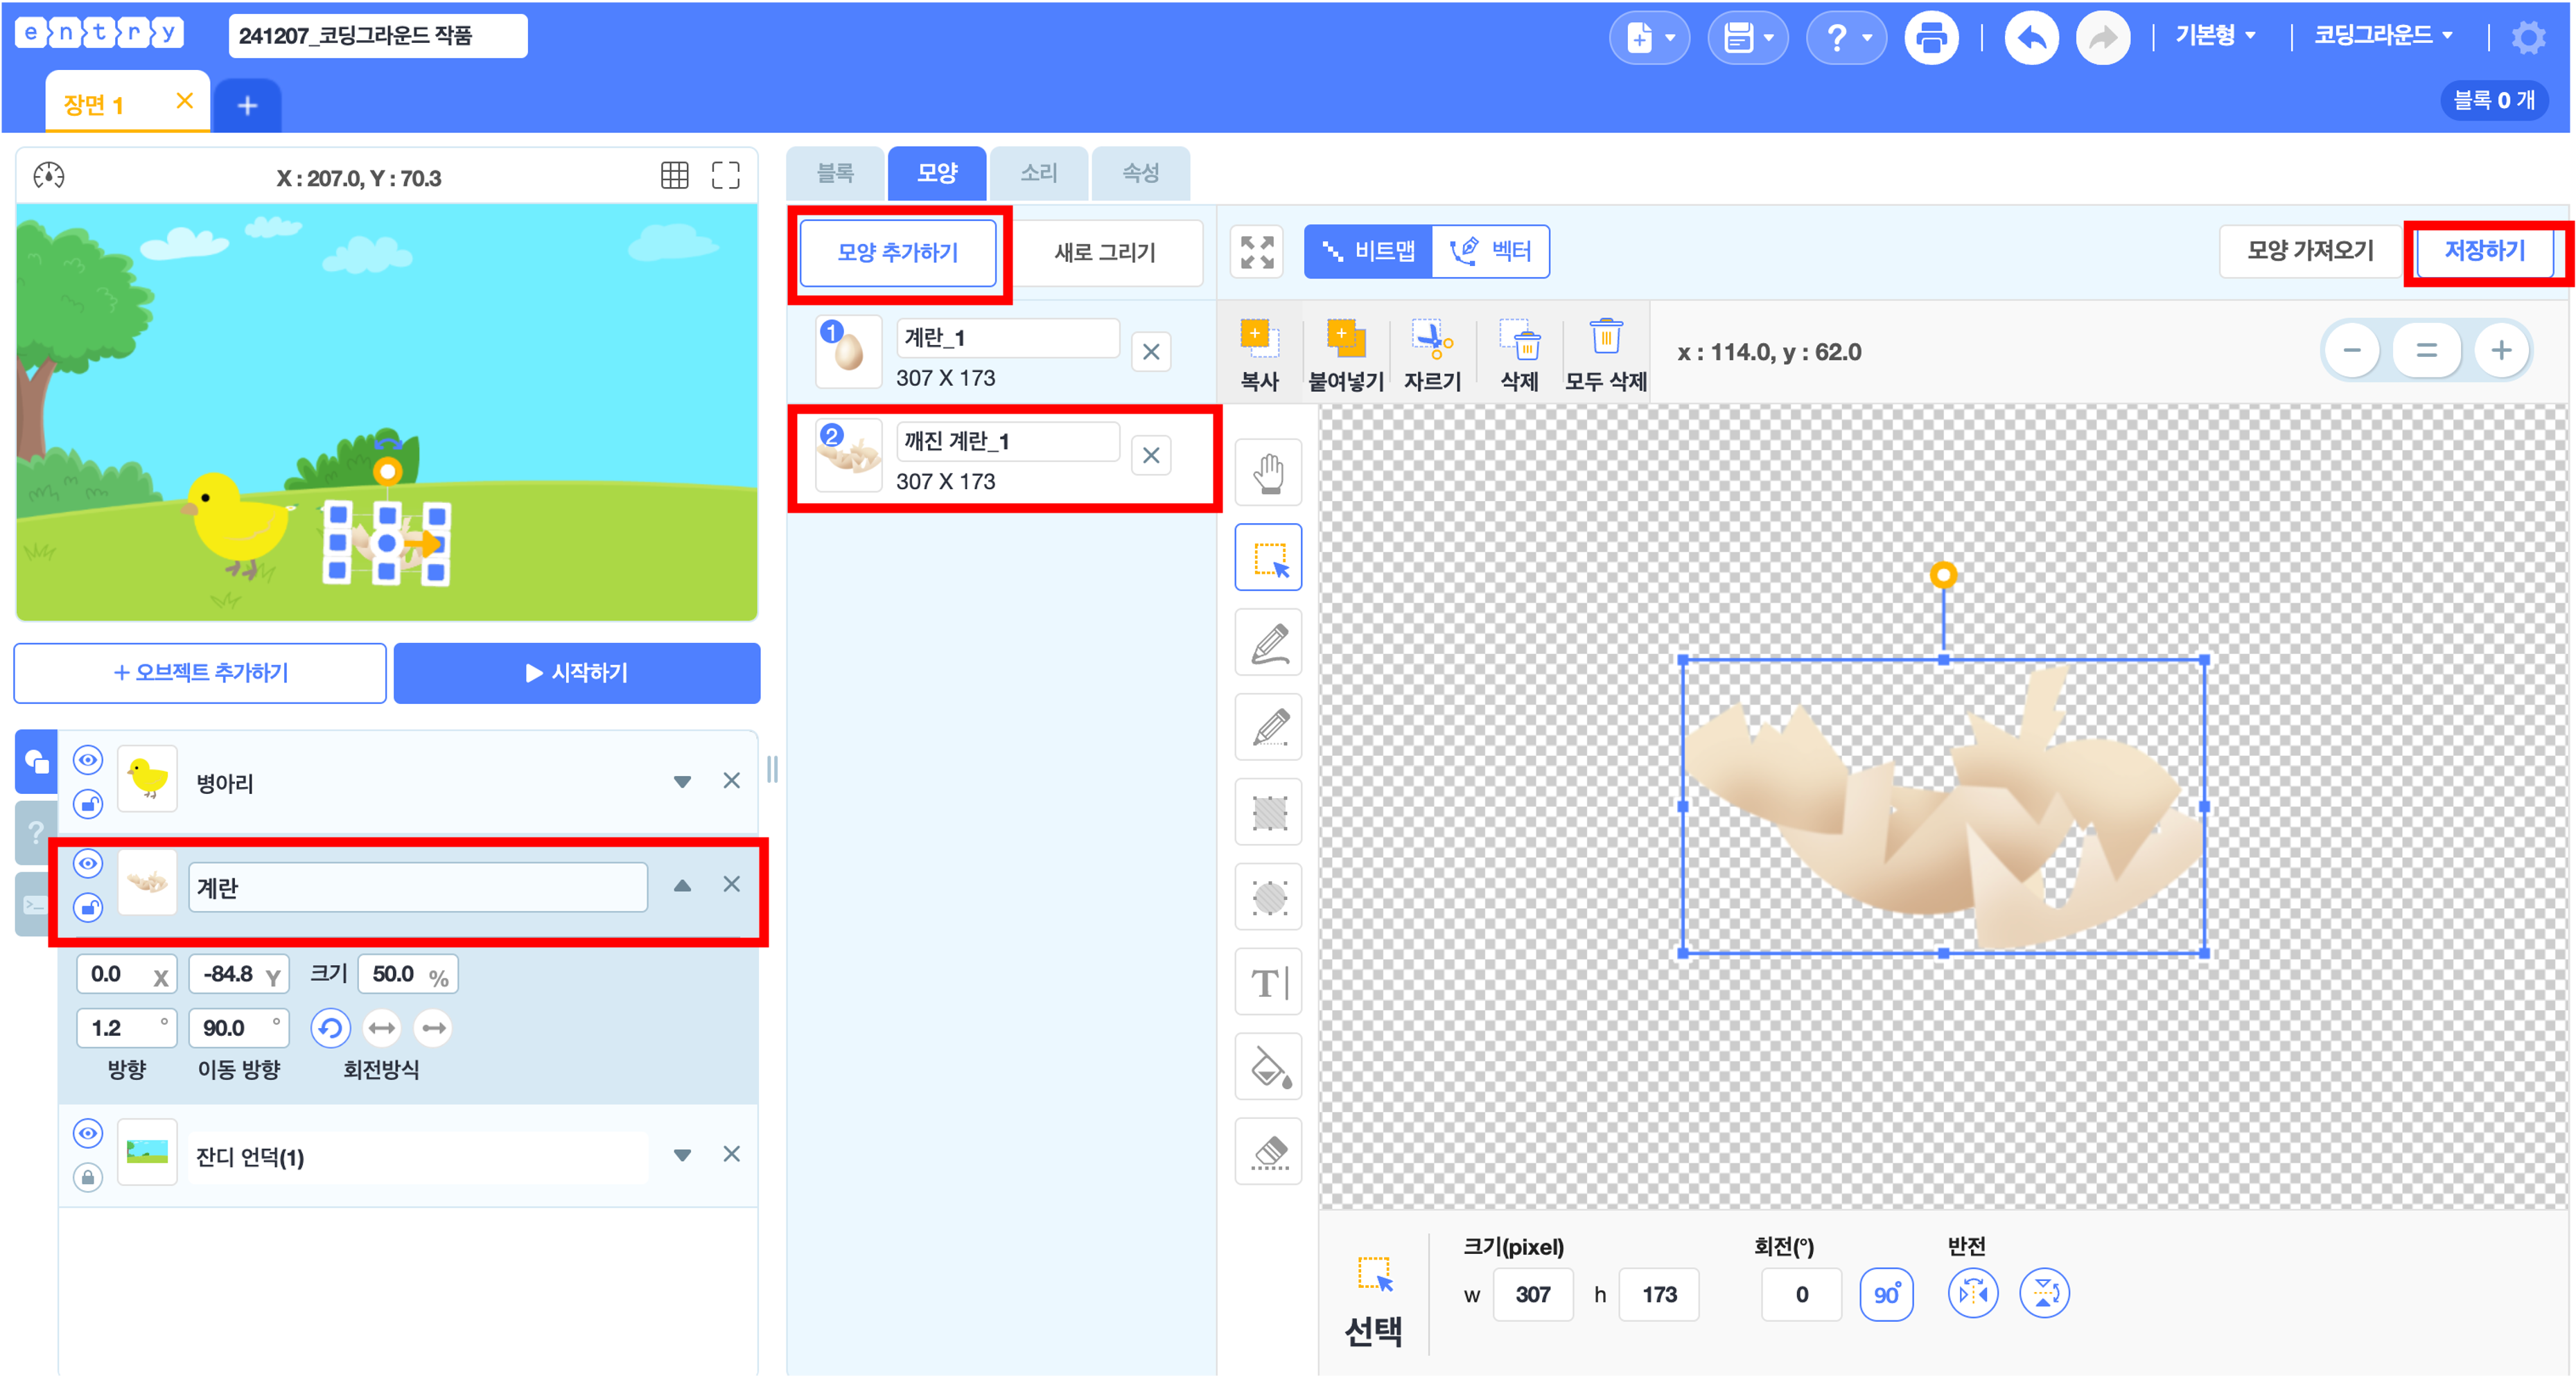 entry
241207_코딩그라운드 작품
?
기본형
코딩그라운드
장면 1
+
블록 0 개
X : 207.0, Y : 70.3
블록
모양
소리
속성
모양 추가하기
새로 그리기
비트맵
벡터
모양 가져오기
저장하기
1
계란_1
307 X 173
복사
붙여넣기
자르기
삭제
모두 삭제
x : 114.0, y : 62.0
2
깨진 계란_1
307 X 173
+ 오브젝트 추가하기
시작하기
병아리
?
계란
>_
0.0 X
-84.8 Y
크기
50.0 %
1.2 °
90.0 °
방향
이동 방향
회전방식
잔디 언덕(1)
T|
선택
크기(pixel)
회전(º)
반전
w
307
h
173
0
90°